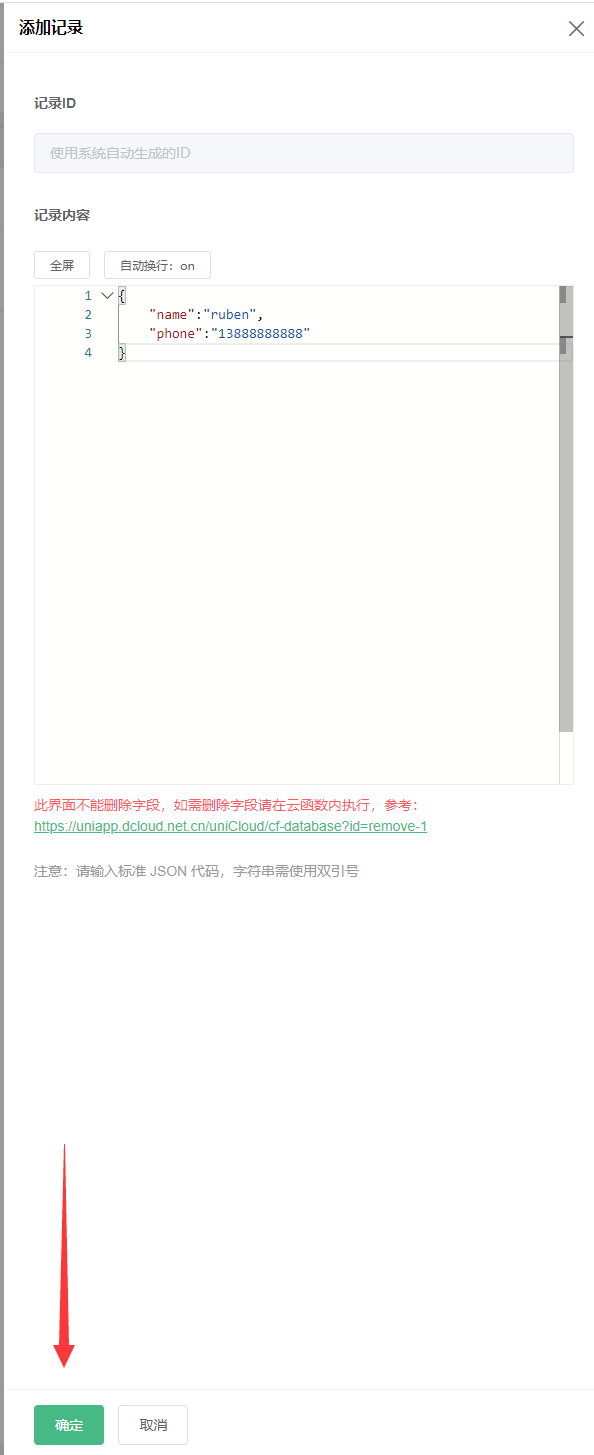 添加记录
记录ID
使用系统自动生成的ID
记录内容
全屏 自动换行：on
1 {
2 "name":"ruben",
3 "phone":"13888888888"
4 }
此界面不能删除字段，如需删除字段请在云函数内执行，参考：
https://uniapp.dcloud.net.cn/uniCloud/cf-database?id=remove-1
注意：请输入标准 JSON 代码，字符串需使用双引号
确定 取消